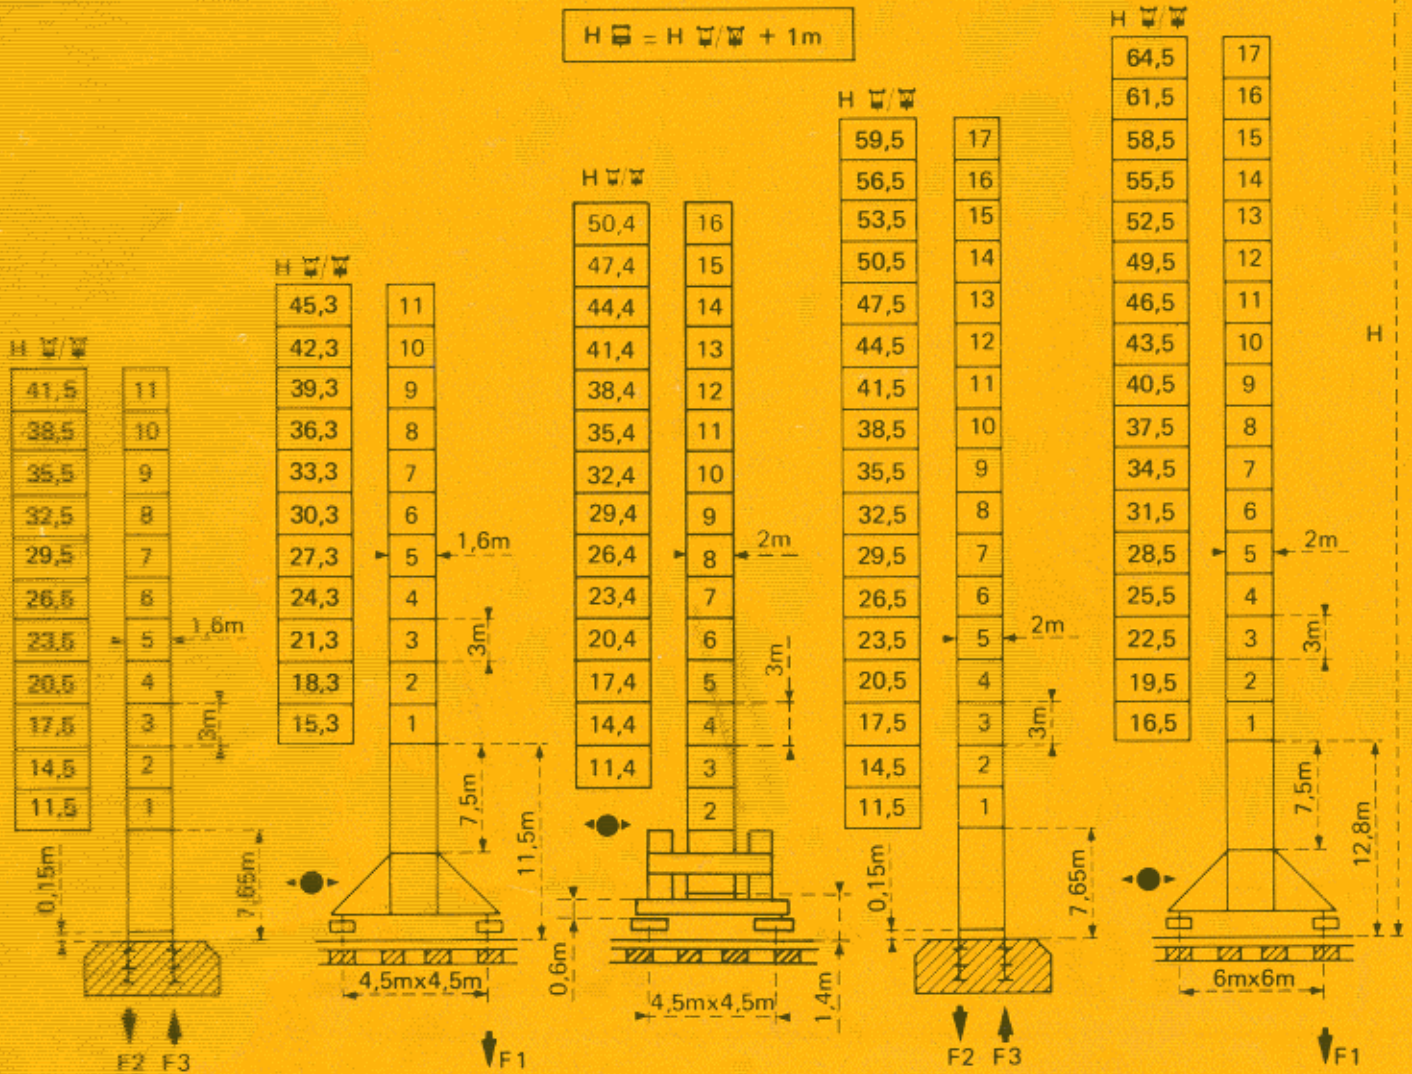 H = H / + 1m
H /
41,5 11
38,5 10
35,5 9
32,5 8
29,5 7
26,5 6
23,5 5
20,5 4
17,5 3
14,5 2
11,5 1
1,6m
3m
0,15m
7,65m
F2 F3
H /
45,3 11
42,3 10
39,3 9
36,3 8
33,3 7
30,3 6
27,3 5
24,3 4
21,3 3
18,3 2
15,3 1
1,6m
3m
7,5m
11,5m
4,5mx4,5m
F1
H /
50,4 16
47,4 15
44,4 14
41,4 13
38,4 12
35,4 11
32,4 10
29,4 9
26,4 8
23,4 7
20,4 6
17,4 5
14,4 4
11,4 3
2
2m
3m
0,6m
1,4m
4,5mx4,5m
H /
59,5 17
56,5 16
53,5 15
50,5 14
47,5 13
44,5 12
41,5 11
38,5 10
35,5 9
32,5 8
29,5 7
26,5 6
23,5 5
20,5 4
17,5 3
14,5 2
11,5 1
2m
3m
0,15m
7,65m
F2 F3
H /
64,5 17
61,5 16
58,5 15
55,5 14
52,5 13
49,5 12
46,5 11
43,5 10
40,5 9
37,5 8
34,5 7
31,5 6
28,5 5
25,5 4
22,5 3
19,5 2
16,5 1
2m
3m
7,5m
12,8m
6mx6m
F1
H